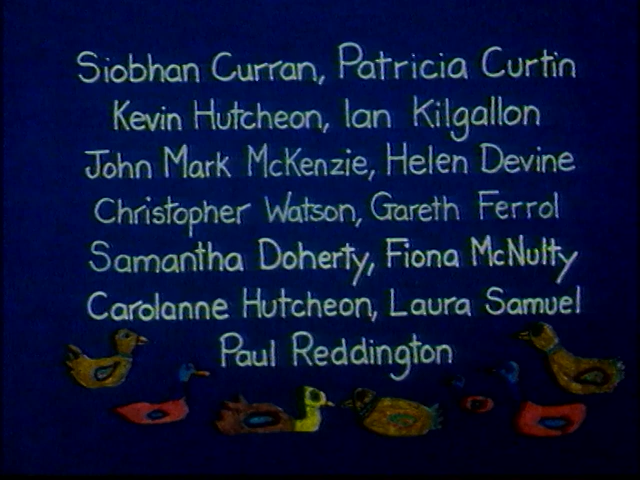 Siobhan Curran, Patricia Curtin
Kevin Hutcheon, Ian Kilgallon
John Mark McKenzie, Helen Devine
Christopher Watson, Gareth Ferrol
Samantha Doherty, Fiona McNulty
Carolanne Hutcheon, Laura Samuel
Paul Reddington